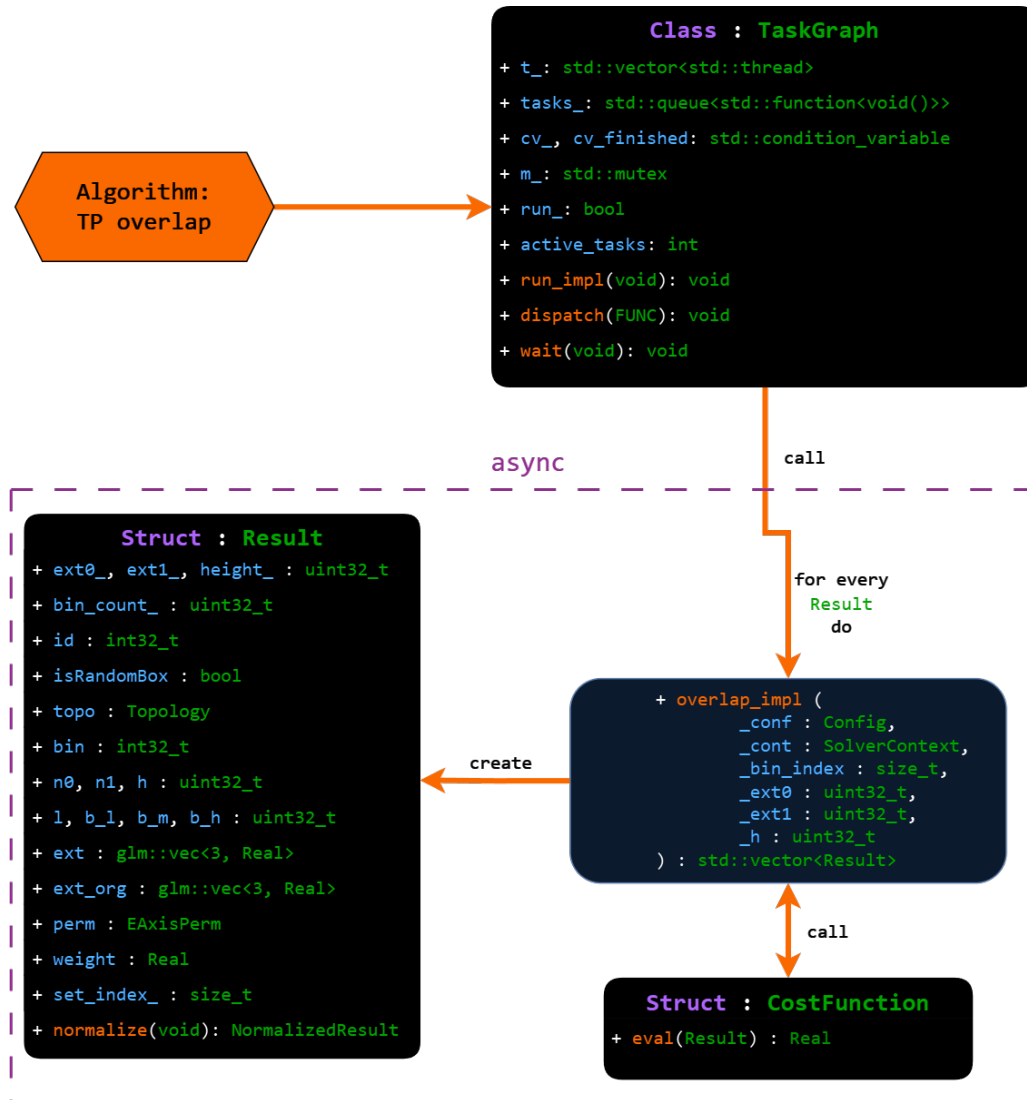 Class : TaskGraph
+ t_: std::vector<std::thread>
+ tasks_: std::queue<std::function<void()>>
+ cv_, cv_finished: std::condition_variable
+ m_: std::mutex
+ run_: bool
+ active_tasks: int
+ run_impl(void): void
+ dispatch(FUNC): void
+ wait(void): void
Algorithm:
TP overlap
call
async
for every
Result
do
Struct : Result
+ ext0_, ext1_, height_ : uint32_t
+ bin_count_ : uint32_t
+ id : int32_t
+ isRandomBox : bool
+ topo : Topology
+ bin : int32_t
+ n0, n1, h : uint32_t
+ l, b_l, b_m, b_h : uint32_t
+ ext : glm::vec<3, Real>
+ ext_org : glm::vec<3, Real>
+ perm : EAxisPerm
+ weight : Real
+ set_index_ : size_t
+ normalize(void): NormalizedResult
create
+ overlap_impl (
_conf : Config,
_cont : SolverContext,
_bin_index : size_t,
_ext0 : uint32_t,
_ext1 : uint32_t,
_h : uint32_t
) : std::vector<Result>
call
Struct : CostFunction
+ eval(Result) : Real